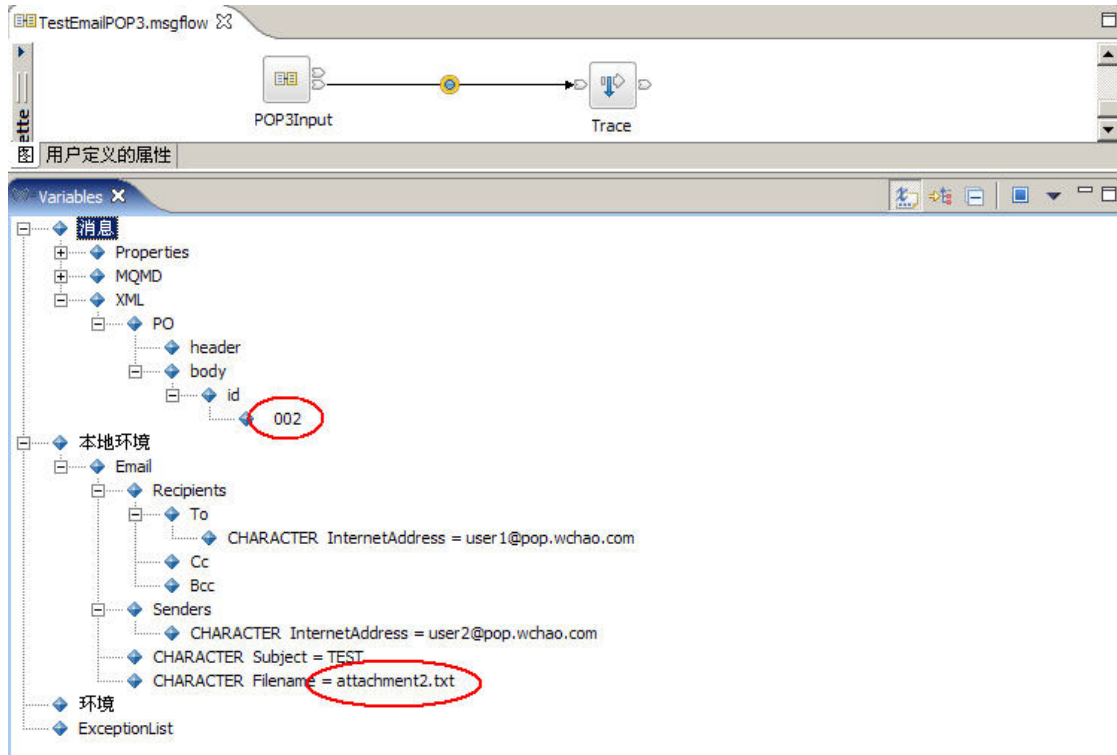 TestEmailPOP3.msgflow
ette
POP3Input
Trace
图 用户定义的属性
Variables
消息
Properties
MQMD
XML
PO
header
body
id
002
本地环境
Email
Recipients
To
CHARACTER InternetAddress = user1@pop.wchao.com
Cc
Bcc
Senders
CHARACTER InternetAddress = user2@pop.wchao.com
CHARACTER Subject = TEST
CHARACTER Filename = attachment2.txt
环境
ExceptionList